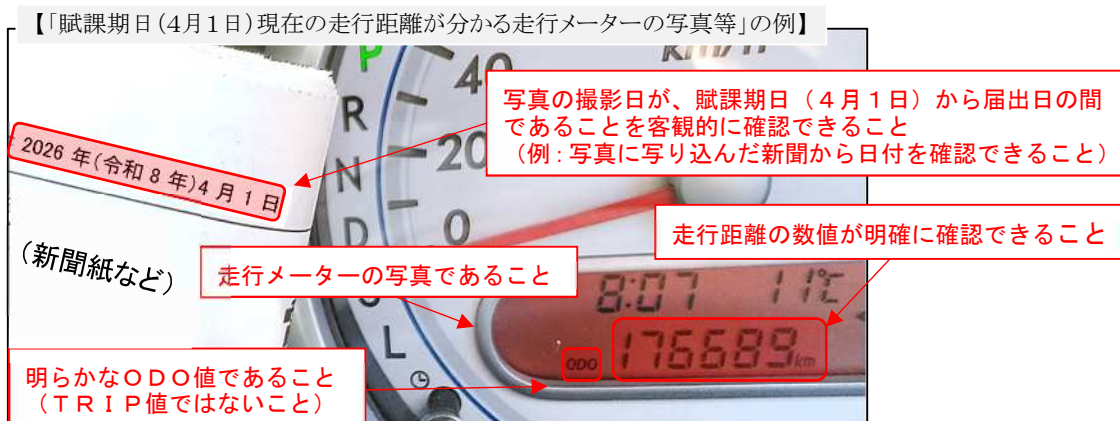 【「賦課期日(4月1日)現在の走行距離が分かる走行メーターの写真等」の例】
写真の撮影日が、賦課期日(4月1日)から届出日の間
であることを客観的に確認できること
(例:写真に写り込んだ新聞から日付を確認できること)
2026 年(令和 8 年)4 月 1 日
(新聞紙など)
走行距離の数値が明確に確認できること
走行メーターの写真であること
明らかなODO値であること
(TRIP値ではないこと)
P
R
N
D
L
40
20
0
km/h
8:07 11℃
ODO 176689km